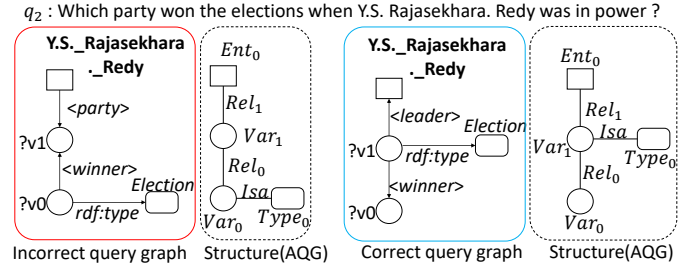 q₂ : Which party won the elections when Y.S. Rajasekhara. Redy was in power ?
Y.S._Rajasekhara
._Redy
<party>
?v1
<winner>
Election
?v0
rdf:type
Incorrect query graph
Ent₀
Rel₁
Var₁
Rel₀
Isa
Var₀
Type₀
Structure(AQG)
Y.S._Rajasekhara
._Redy
<leader>
Election
?v1
rdf:type
<winner>
?v0
Correct query graph
Ent₀
Rel₁
Isa
Var₁
Type₀
Rel₀
Var₀
Structure(AQG)